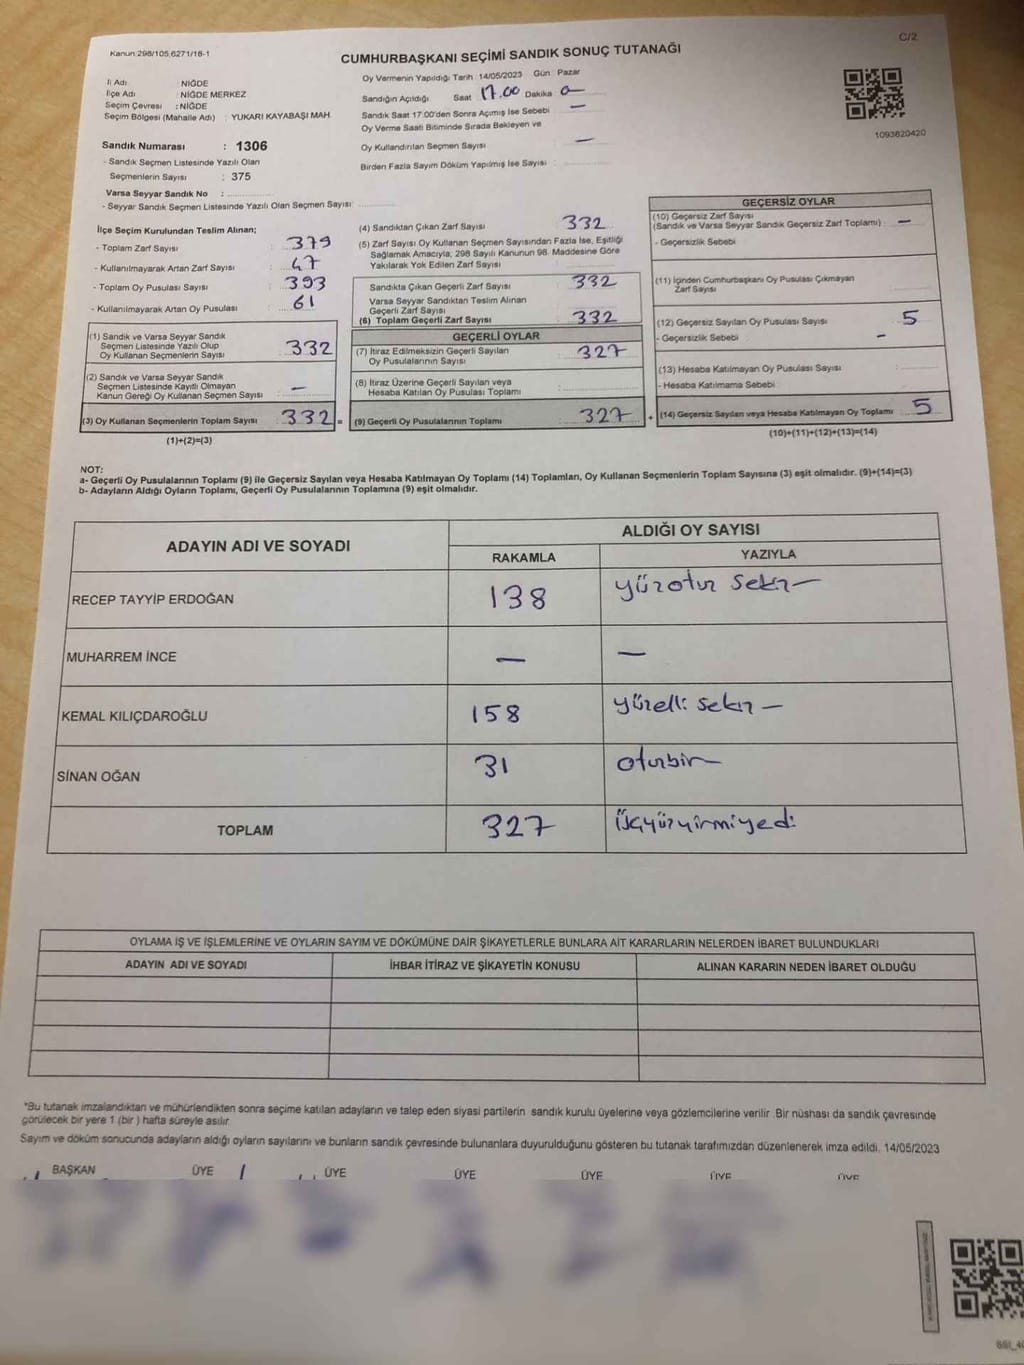 Kanun:298/105,6271/16-1
C/2
CUMHURBAŞKANI SEÇİMİ SANDIK SONUÇ TUTANAĞI
İl Adı : NİĞDE
İlçe Adı : NİĞDE MERKEZ
Seçim Çevresi : NİĞDE
Seçim Bölgesi (Mahalle Adı) : YUKARI KAYABAŞI MAH.
Sandık Numarası : 1306
- Sandık Seçmen Listesinde Yazılı Olan
Seçmenlerin Sayısı : 375
Varsa Seyyar Sandık No :
- Seyyar Sandık Seçmen Listesinde Yazılı Olan Seçmen Sayısı:
Oy Vermenin Yapıldığı Tarih :14/05/2023 Gün : Pazar
Sandığın Açıldığı Saat 17.00 Dakika
Sandık Saat 17:00'den Sonra Açılmış İse Sebebi —
Oy Verme Saati Bitiminde Sırada Bekleyen ve
Oy Kullandırılan Seçmen Sayısı —
Birden Fazla Sayım Döküm Yapılmış İse Sayısı :
1093620420
İlçe Seçim Kurulundan Teslim Alınan;
- Toplam Zarf Sayısı : 379
- Kullanılmayarak Artan Zarf Sayısı : 47
- Toplam Oy Pusulası Sayısı : 393
- Kullanılmayarak Artan Oy Pusulası : 61
(1) Sandık ve Varsa Seyyar Sandık
Seçmen Listesinde Yazılı Olup
Oy Kullanan Seçmenlerin Sayısı : 332
(2) Sandık ve Varsa Seyyar Sandık
Seçmen Listesinde Kayıtlı Olmayan
Kanun Gereği Oy Kullanan Seçmen Sayısı : —
(3) Oy Kullanan Seçmenlerin Toplam Sayısı : 332 =
(1)+(2)=(3)
(4) Sandıktan Çıkan Zarf Sayısı : 332
(5) Zarf Sayısı Oy Kullanan Seçmen Sayısından Fazla İse, Eşitliği
Sağlamak Amacıyla, 298 Sayılı Kanunun 98. Maddesine Göre
Yakılarak Yok Edilen Zarf Sayısı :
Sandıkta Çıkan Geçerli Zarf Sayısı : 332
Varsa Seyyar Sandıktan Teslim Alınan
Geçerli Zarf Sayısı :
(6) Toplam Geçerli Zarf Sayısı : 332
GEÇERLİ OYLAR
(7) İtiraz Edilmeksizin Geçerli Sayılan
Oy Pusulalarının Sayısı : 327
(8) İtiraz Üzerine Geçerli Sayılan veya
Hesaba Katılan Oy Pusulaları Toplamı :
(9) Geçerli Oy Pusulalarının Toplamı : 327 +
GEÇERSİZ OYLAR
(10) Geçersiz Zarf Sayısı
(Sandık ve Varsa Seyyar Sandık Geçersiz Zarf Toplamı) : —
- Geçersizlik Sebebi
(11) İçinden Cumhurbaşkanı Oy Pusulası Çıkmayan
Zarf Sayısı :
(12) Geçersiz Sayılan Oy Pusulası Sayısı : 5
- Geçersizlik Sebebi : -
(13) Hesaba Katılmayan Oy Pusulası Sayısı :
- Hesaba Katılmama Sebebi :
(14) Geçersiz Sayılan veya Hesaba Katılmayan Oy Toplamı : 5
(10)+(11)+(12)+(13)=(14)
NOT:
a- Geçerli Oy Pusulalarının Toplamı (9) ile Geçersiz Sayılan veya Hesaba Katılmayan Oy Toplamı (14) Toplamları, Oy Kullanan Seçmenlerin Toplam Sayısına (3) eşit olmalıdır. (9)+(14)=(3)
b- Adayların Aldığı Oyların Toplamı, Geçerli Oy Pusulalarının Toplamına (9) eşit olmalıdır.
ADAYIN ADI VE SOYADI
ALDIĞI OY SAYISI
RAKAMLA YAZIYLA
RECEP TAYYİP ERDOĞAN 138 yüzotuz sekiz —
MUHARREM İNCE — —
KEMAL KILIÇDAROĞLU 158 yüzelli sekiz —
SİNAN OĞAN 31 otuzbir —
TOPLAM 327 üçyüzyirmiyedi
OYLAMA İŞ VE İŞLEMLERİNE VE OYLARIN SAYIM VE DÖKÜMÜNE DAİR ŞİKAYETLERLE BUNLARA AİT KARARLARIN NELERDEN İBARET BULUNDUKLARI
ADAYIN ADI VE SOYADI İHBAR İTİRAZ VE ŞİKAYETİN KONUSU ALINAN KARARIN NEDEN İBARET OLDUĞU
*Bu tutanak imzalandıktan ve mühürlendikten sonra seçime katılan adayların ve talep eden siyasi partilerin sandık kurulu üyelerine veya gözlemcilerine verilir .Bir nüshası da sandık çevresinde
görülecek bir yere 1 (bir ) hafta süreyle asılır.
Sayım ve döküm sonucunda adayların aldığı oyların sayılarını ve bunların sandık çevresinde bulunanlara duyurulduğunu gösteren bu tutanak tarafımızdan düzenlenerek imza edildi. 14/05/2023
BAŞKAN ÜYE ÜYE ÜYE ÜYE ÜYE ÜYE